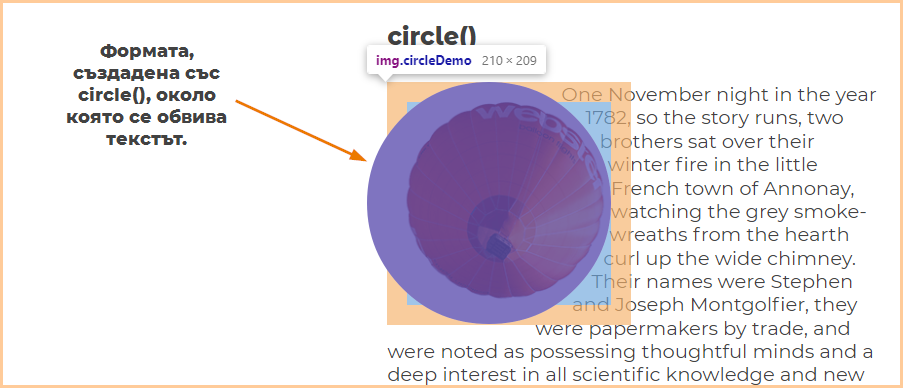 circle()
Формата,
създадена със
circle(), около
която се обвива
текстът.
img.circleDemo 210 × 209
One November night in the year
1782, so the story runs, two
brothers sat over their
winter fire in the little
French town of Annonay,
watching the grey smoke-
wreaths from the hearth
curl up the wide chimney.
Their names were Stephen
and Joseph Montgolfier, they
were papermakers by trade, and
were noted as possessing thoughtful minds and a
deep interest in all scientific knowledge and new